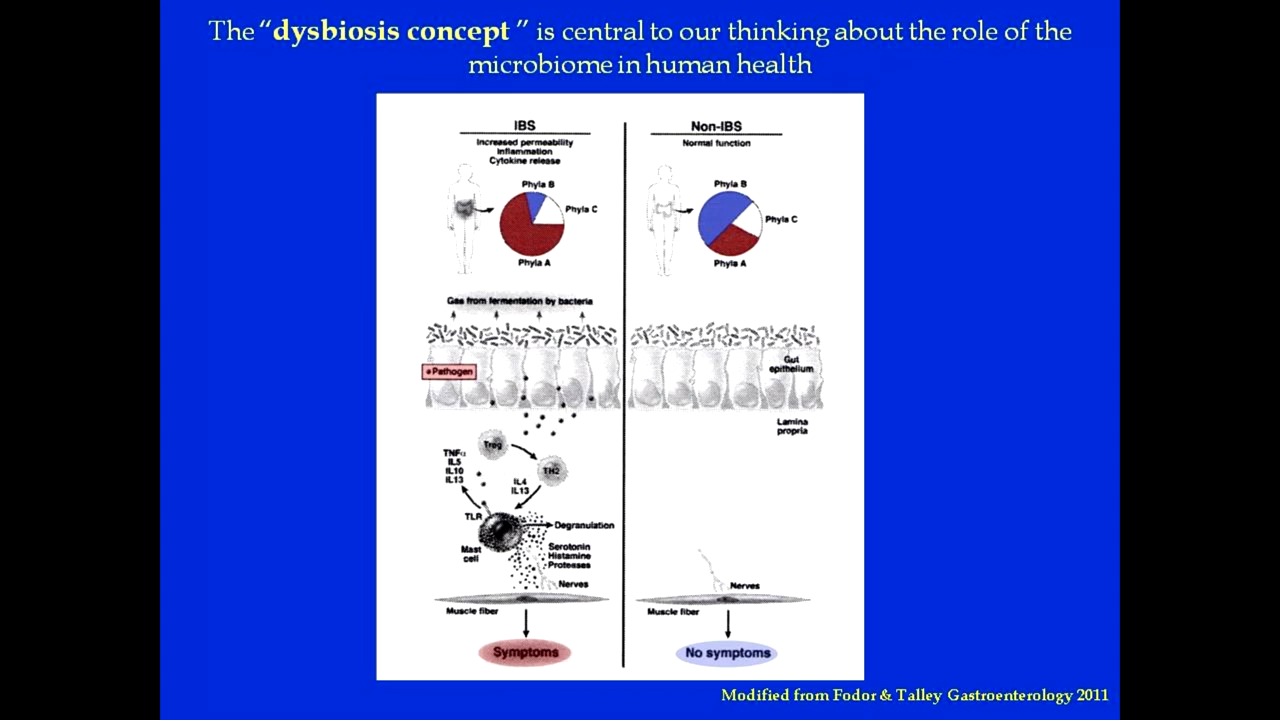 The “dysbiosis concept ” is central to our thinking about the role of the
microbiome in human health
IBS
Increased permeability
Inflammation
Cytokine release
Phyla B
Phyla C
Phyla A
Non-IBS
Normal function
Phyla B
Phyla C
Phyla A
Gas from fermentation by bacteria
Pathogen
Gut
epithelium
Lamina
propria
Treg
TH2
TNFα
IL5
IL10
IL13
IL4
IL13
TLR
Mast
cell
Degranulation
Serotonin
Histamine
Proteases
Nerves
Muscle fiber
Symptoms
Nerves
Muscle fiber
No symptoms
Modified from Fodor & Talley Gastroenterology 2011